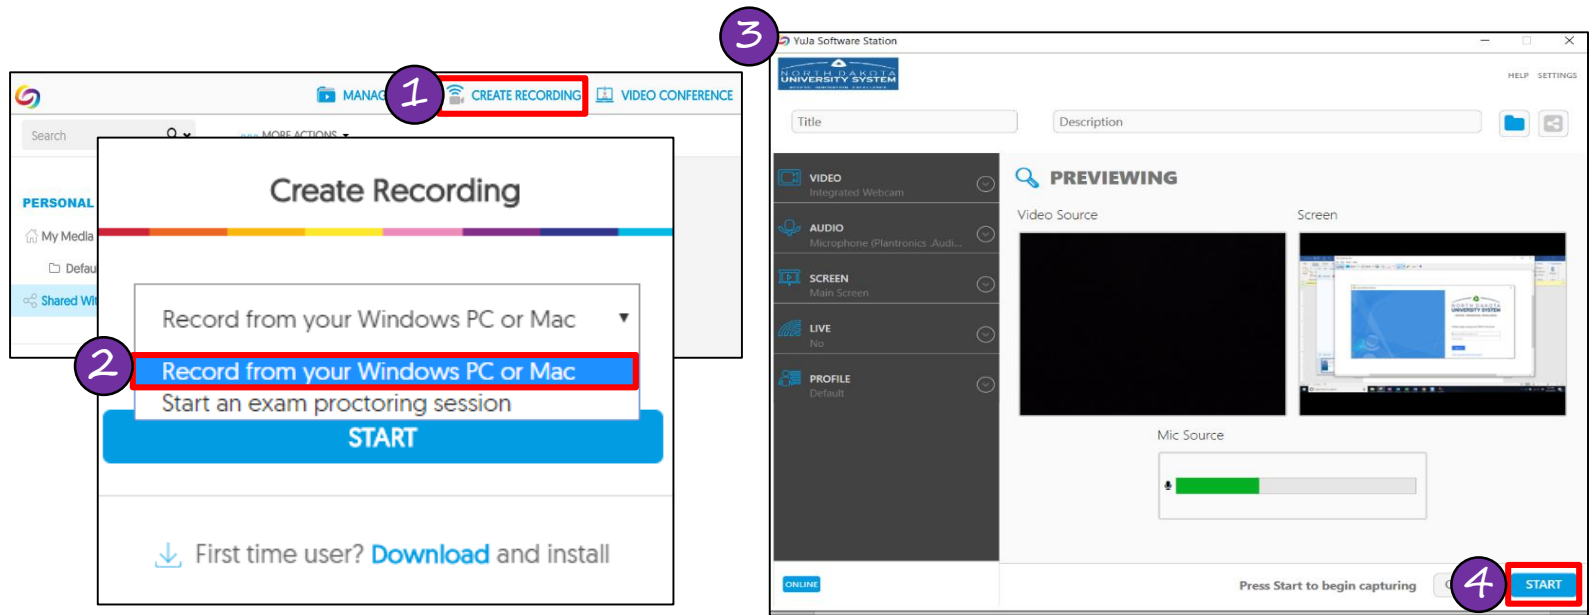 1
MANAG
CREATE RECORDING
VIDEO CONFERENCE
Search
MORE ACTIONS
PERSONAL
My Media
Defau
Shared Wit
Create Recording
Record from your Windows PC or Mac
2
Record from your Windows PC or Mac
Start an exam proctoring session
START
First time user? Download and install
3
YuJa Software Station
NORTH DAKOTA
UNIVERSITY SYSTEM
HELP SETTINGS
Title
Description
VIDEO
Integrated Webcam
AUDIO
Microphone (Plantronics .Audi...
SCREEN
Main Screen
LIVE
No
PROFILE
Default
PREVIEWING
Video Source
Screen
NORTH DAKOTA
UNIVERSITY SYSTEM
Mic Source
ONLINE
Press Start to begin capturing
4
START